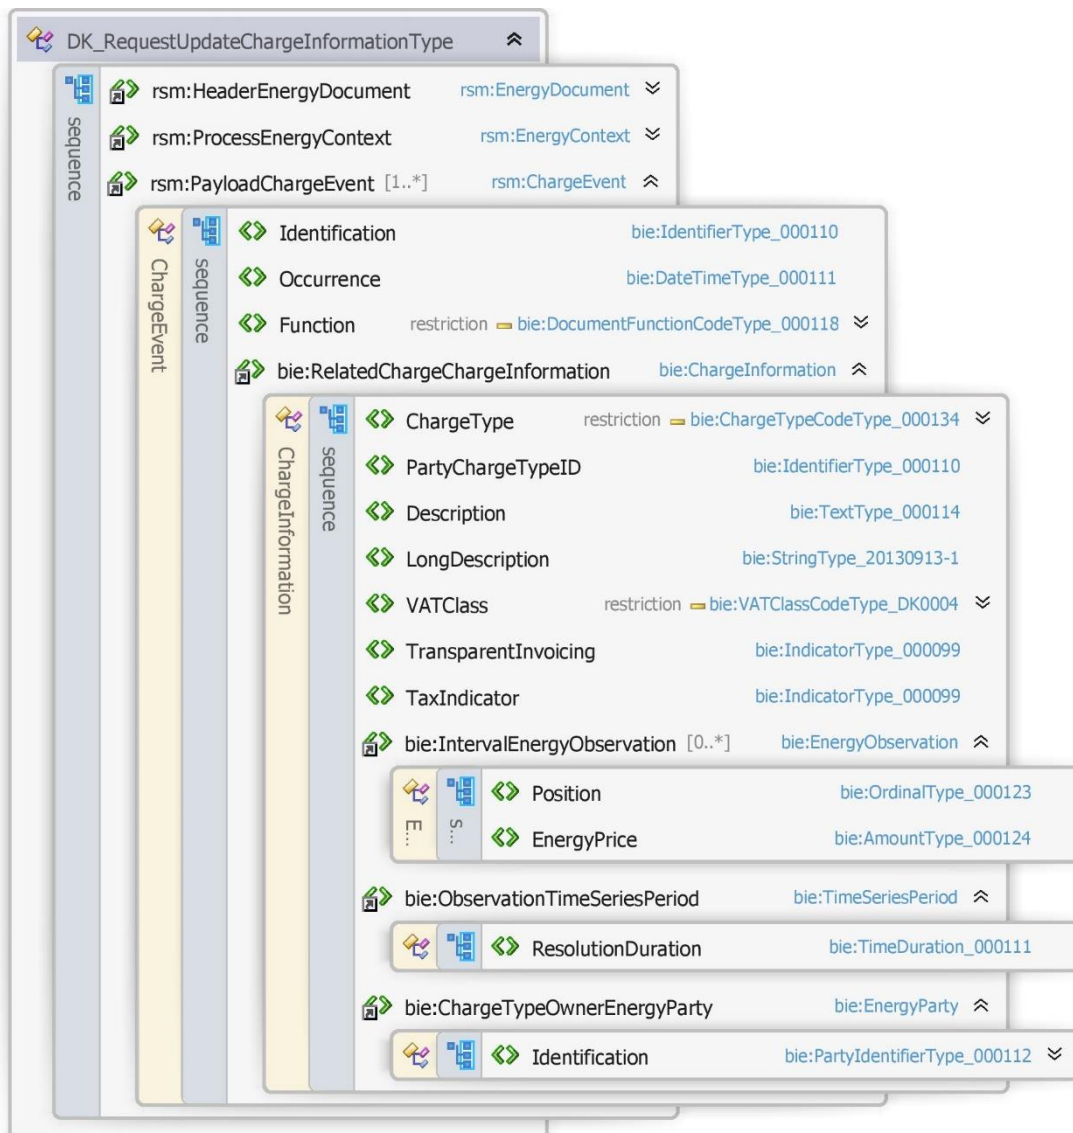 DK_RequestUpdateChargeInformationType
sequence
rsm:HeaderEnergyDocument rsm:EnergyDocument
rsm:ProcessEnergyContext rsm:EnergyContext
rsm:PayloadChargeEvent [1..*] rsm:ChargeEvent
ChargeEvent
sequence
Identification bie:IdentifierType_000110
Occurrence bie:DateTimeType_000111
Function restriction bie:DocumentFunctionCodeType_000118
bie:RelatedChargeChargeInformation bie:ChargeInformation
ChargeInformation
sequence
ChargeType restriction bie:ChargeTypeCodeType_000134
PartyChargeTypeID bie:IdentifierType_000110
Description bie:TextType_000114
LongDescription bie:StringType_20130913-1
VATClass restriction bie:VATClassCodeType_DK0004
TransparentInvoicing bie:IndicatorType_000099
TaxIndicator bie:IndicatorType_000099
bie:IntervalEnergyObservation [0..*] bie:EnergyObservation
E...
s...
Position bie:OrdinalType_000123
EnergyPrice bie:AmountType_000124
bie:ObservationTimeSeriesPeriod bie:TimeSeriesPeriod
ResolutionDuration bie:TimeDuration_000111
bie:ChargeTypeOwnerEnergyParty bie:EnergyParty
Identification bie:PartyIdentifierType_000112